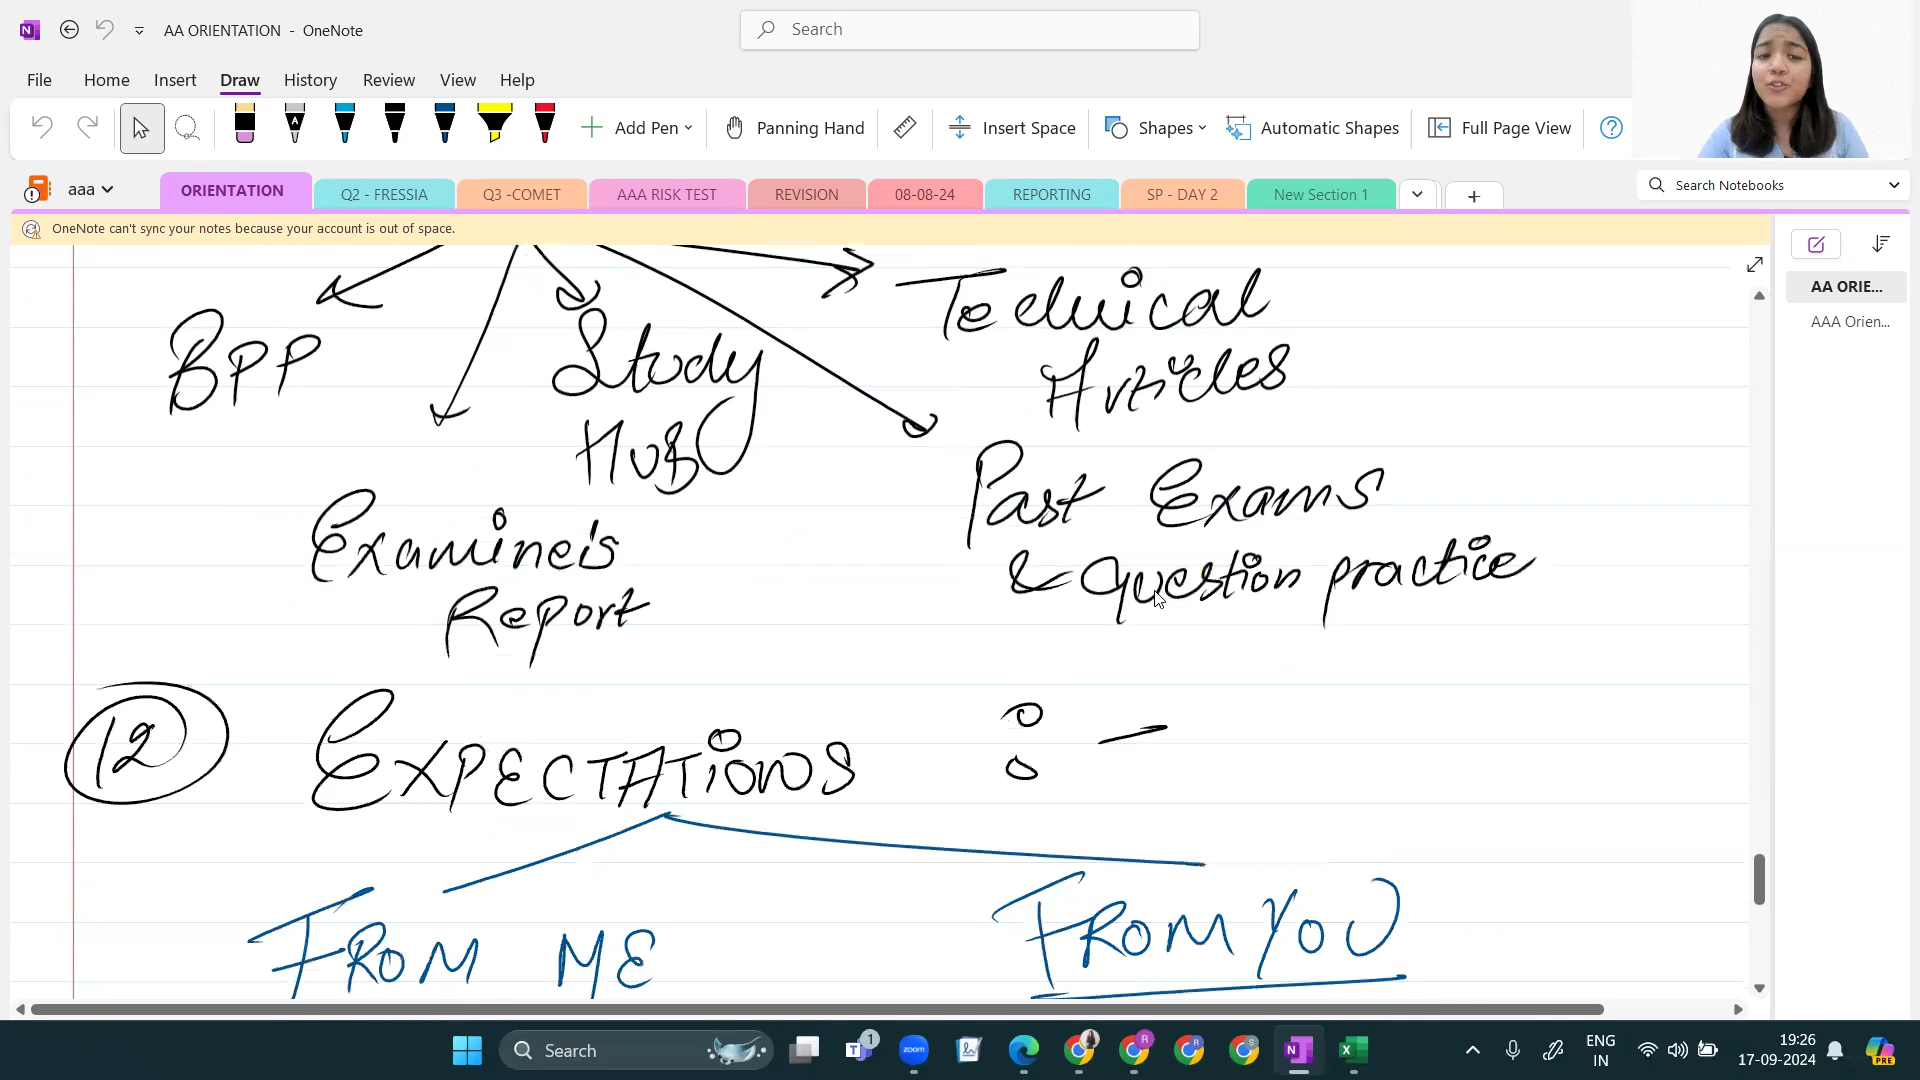 AA ORIENTATION - OneNote
Search
File Home Insert Draw History Review View Help
Add Pen Panning Hand Insert Space Shapes Automatic Shapes Full Page View
aaa ORIENTATION Q2 - FRESSIA Q3 -COMET AAA RISK TEST REVISION 08-08-24 REPORTING SP - DAY 2 New Section 1 Search Notebooks
OneNote can't sync your notes because your account is out of space.
AA ORIE...
AAA Orien...
BPP
Study
Hub
Technical
Articles
Examiner's
Report
Past Exams
& Question practice
12 EXPECTATIONS : -
FROM ME
FROM YOU
Search
1
zoom
ENG
IN
19:26
17-09-2024
PRE